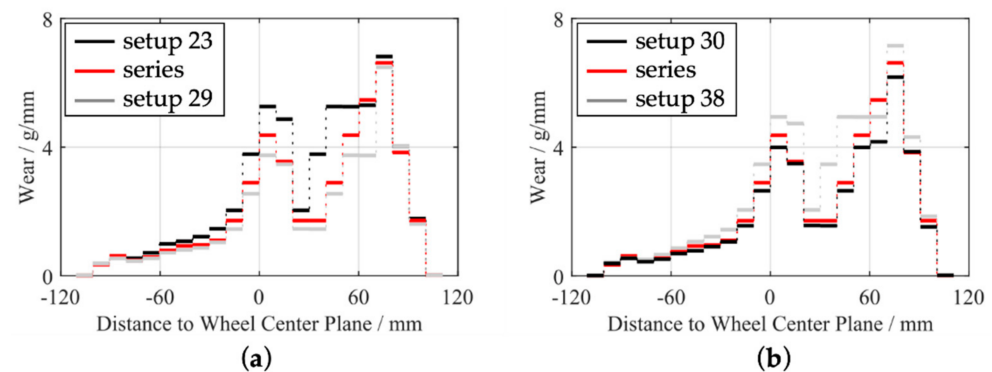 8
setup 23
series
setup 29
4
0
Wear / g/mm
-120
-60
0
60
120
Distance to Wheel Center Plane / mm
(a)
8
setup 30
series
setup 38
4
0
Wear / g/mm
-120
-60
0
60
120
Distance to Wheel Center Plane / mm
(b)